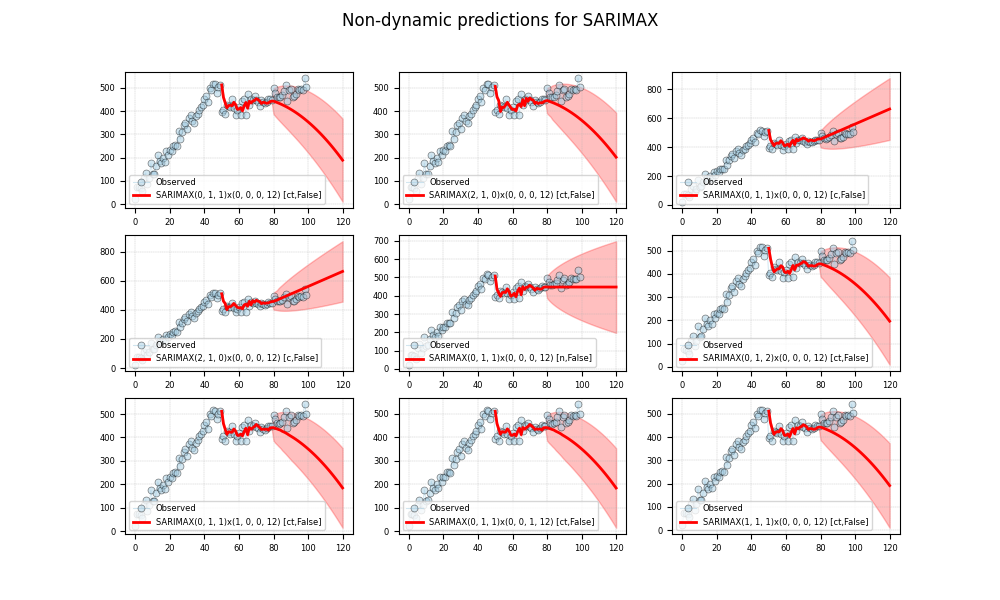 Non-dynamic predictions for SARIMAX
500
400
300
200
100
0
Observed
SARIMAX(0, 1, 1)x(0, 0, 0, 12) [ct,False]
0 20 40 60 80 100 120
500
400
300
200
100
0
Observed
SARIMAX(2, 1, 0)x(0, 0, 0, 12) [ct,False]
0 20 40 60 80 100 120
800
600
400
200
0
Observed
SARIMAX(0, 1, 1)x(0, 0, 0, 12) [c,False]
0 20 40 60 80 100 120
800
600
400
200
0
Observed
SARIMAX(2, 1, 0)x(0, 0, 0, 12) [c,False]
0 20 40 60 80 100 120
700
600
500
400
300
200
100
0
Observed
SARIMAX(0, 1, 1)x(0, 0, 0, 12) [n,False]
0 20 40 60 80 100 120
500
400
300
200
100
0
Observed
SARIMAX(0, 1, 2)x(0, 0, 0, 12) [ct,False]
0 20 40 60 80 100 120
500
400
300
200
100
0
Observed
SARIMAX(0, 1, 1)x(1, 0, 0, 12) [ct,False]
0 20 40 60 80 100 120
500
400
300
200
100
0
Observed
SARIMAX(0, 1, 1)x(0, 0, 1, 12) [ct,False]
0 20 40 60 80 100 120
500
400
300
200
100
0
Observed
SARIMAX(1, 1, 1)x(0, 0, 0, 12) [ct,False]
0 20 40 60 80 100 120